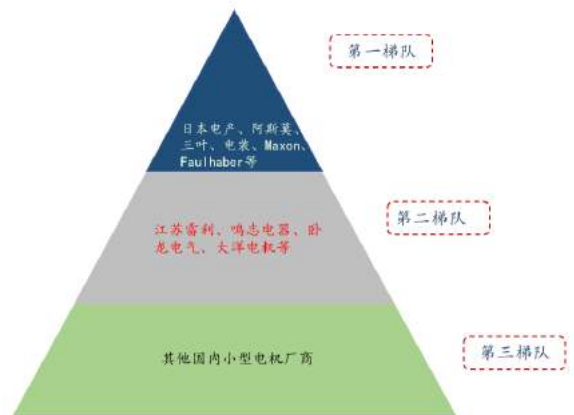 第一梯队
日本电产、阿斯莫、
三叶、电装、Maxon、
Faulhaber等
江苏雷利、鸣志电器、卧
龙电气、大洋电机等
第二梯队
其他国内小型电机厂商
第三梯队